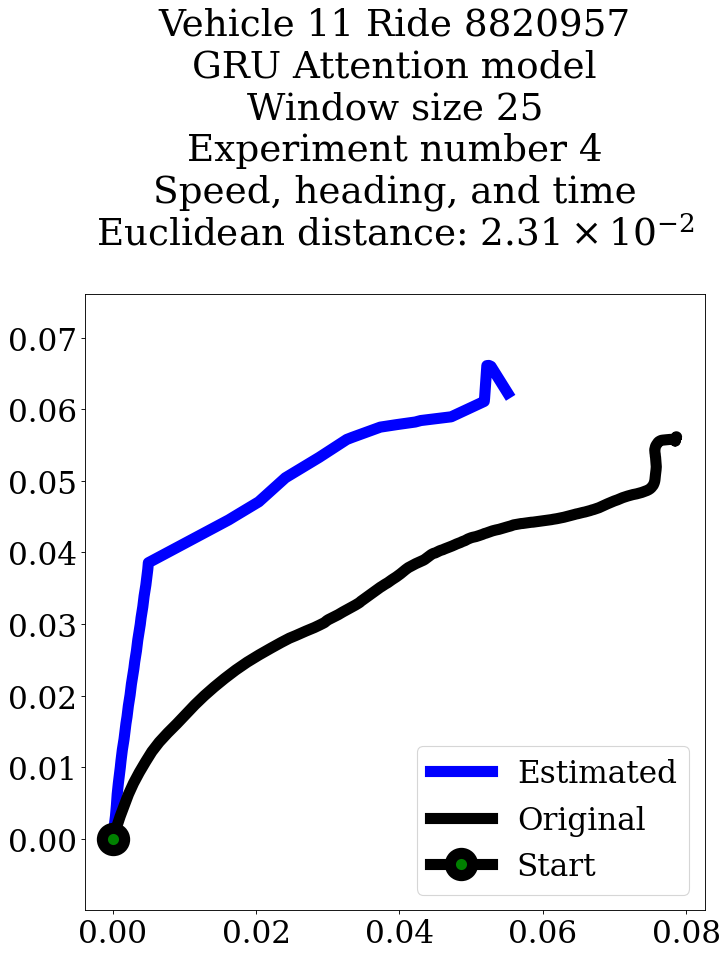 Vehicle 11 Ride 8820957
GRU Attention model
Window size 25
Experiment number 4
Speed, heading, and time
Euclidean distance: 2.31 × 10⁻²
0.07
0.06
0.05
0.04
0.03
0.02
0.01
0.00
Estimated
Original
Start
0.00 0.02 0.04 0.06 0.08